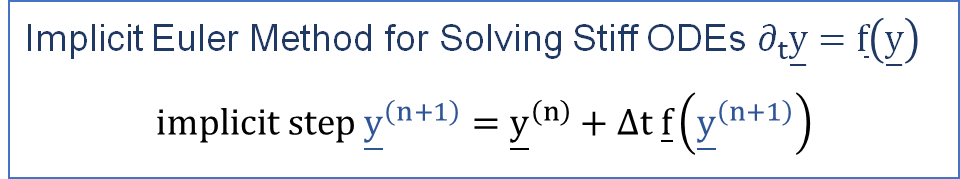 Implicit Euler Method for Solving Stiff ODEs ∂ₜy̲ = f̲(y̲)
implicit step y̲⁽ⁿ⁺¹⁾ = y̲⁽ⁿ⁾ + Δt f̲(y̲⁽ⁿ⁺¹⁾)